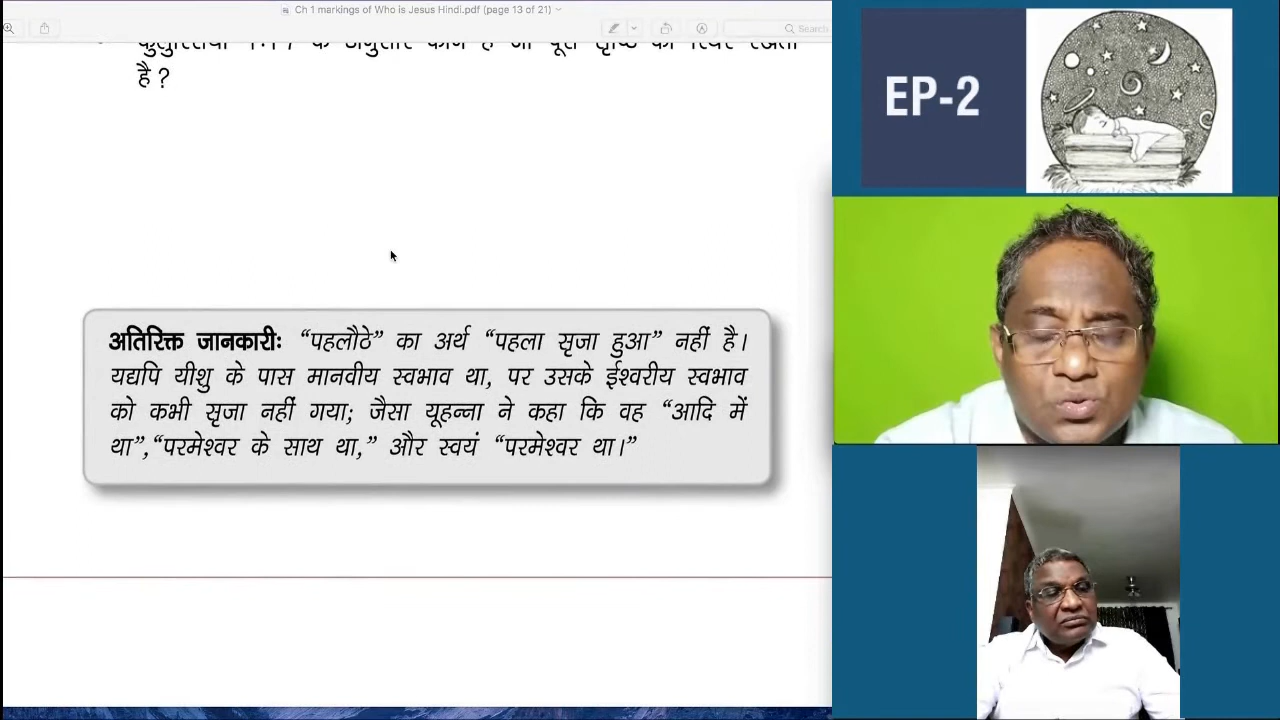 Ch 1 markings of Who is Jesus Hindi.pdf (page 13 of 21)
Search
है ?
अतिरिक्त जानकारी: “पहलौठे” का अर्थ “पहला सृजा हुआ” नहीं है।
यद्यपि यीशु के पास मानवीय स्वभाव था, पर उसके ईश्वरीय स्वभाव
को कभी सृजा नहीं गया; जैसा यूहन्ना ने कहा कि वह “आदि में
था”,“परमेश्वर के साथ था,” और स्वयं “परमेश्वर था।”
EP-2